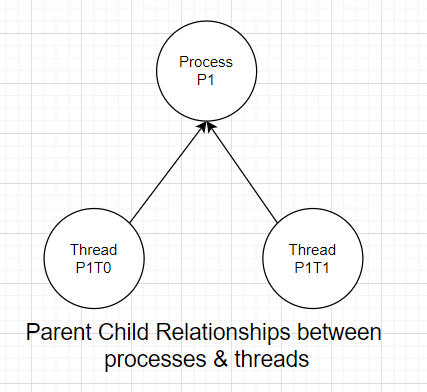 Process
P1
Thread
P1T0
Thread
P1T1
Parent Child Relationships between
processes & threads